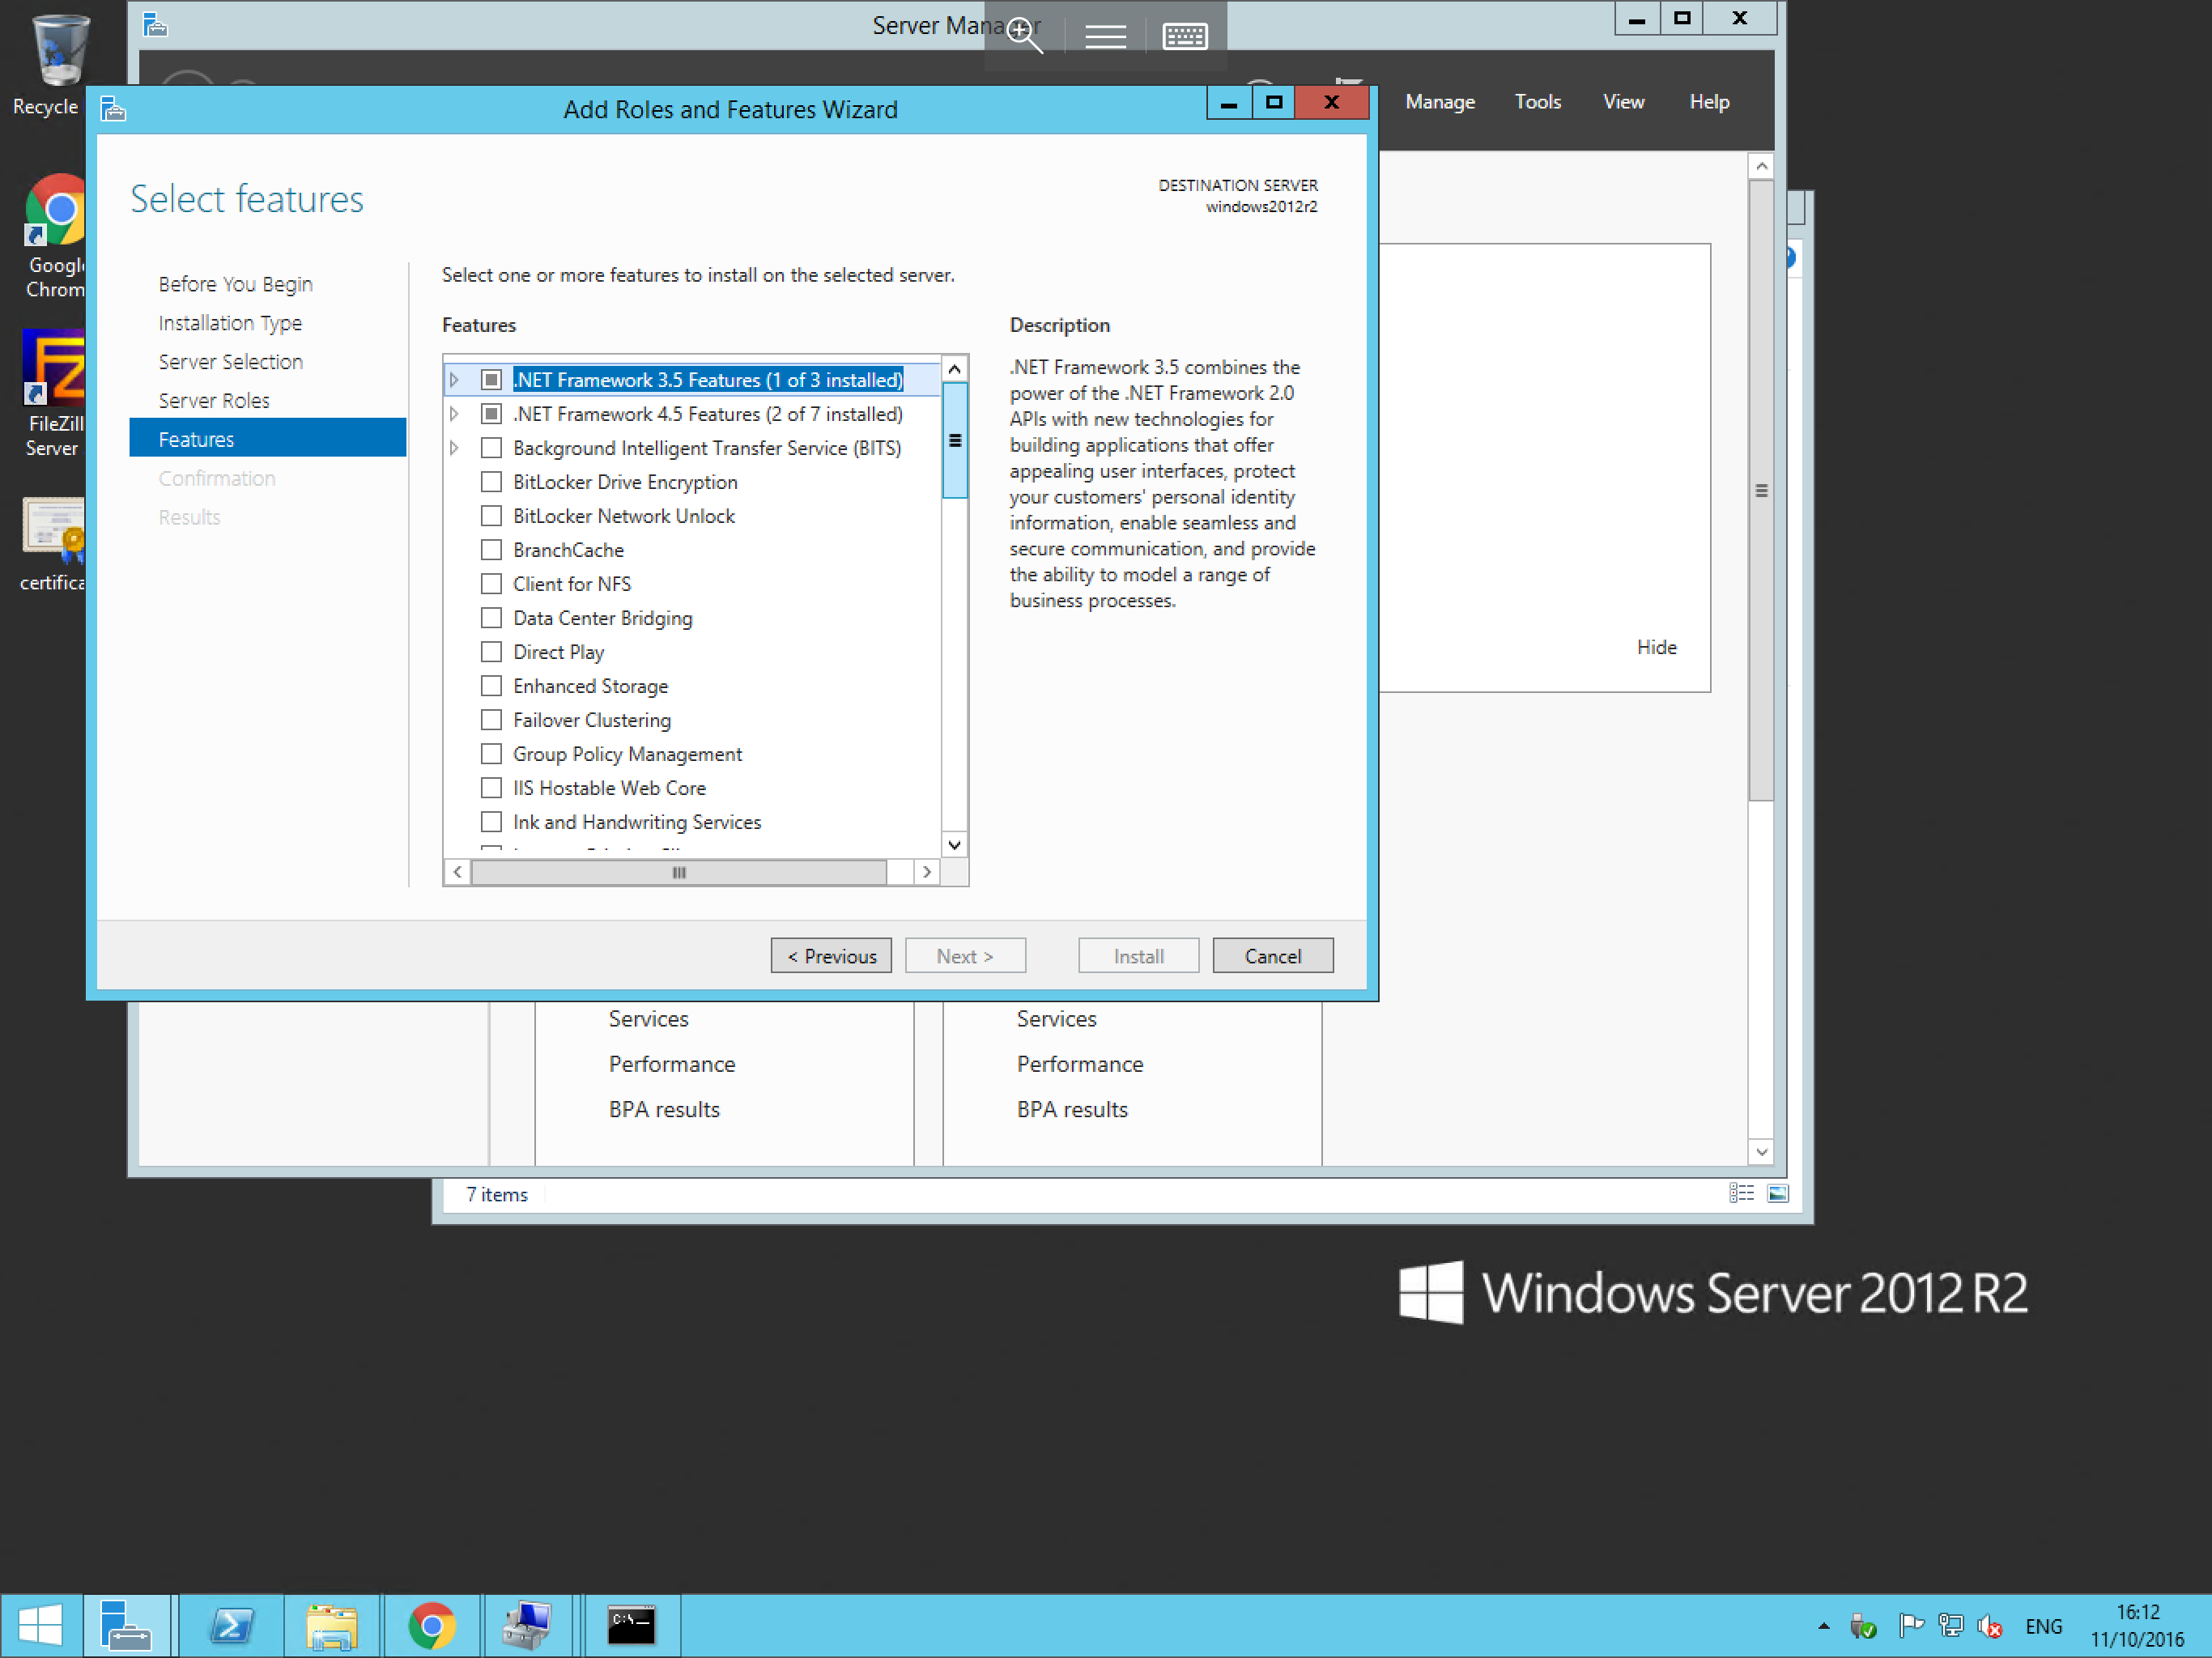 Server Manager
Recycle
Add Roles and Features Wizard
Manage
Tools
View
Help
Select features
DESTINATION SERVER
windows2012r2
Google
Chrom
FileZill
Server
certifica
Before You Begin
Installation Type
Server Selection
Server Roles
Features
Confirmation
Results
Select one or more features to install on the selected server.
Features
.NET Framework 3.5 Features (1 of 3 installed)
.NET Framework 4.5 Features (2 of 7 installed)
Background Intelligent Transfer Service (BITS)
BitLocker Drive Encryption
BitLocker Network Unlock
BranchCache
Client for NFS
Data Center Bridging
Direct Play
Enhanced Storage
Failover Clustering
Group Policy Management
IIS Hostable Web Core
Ink and Handwriting Services
Description
.NET Framework 3.5 combines the
power of the .NET Framework 2.0
APIs with new technologies for
building applications that offer
appealing user interfaces, protect
your customers' personal identity
information, enable seamless and
secure communication, and provide
the ability to model a range of
business processes.
Hide
< Previous
Next >
Install
Cancel
Services
Performance
BPA results
Services
Performance
BPA results
7 items
Windows Server 2012 R2
C:\_
ENG
16:12
11/10/2016